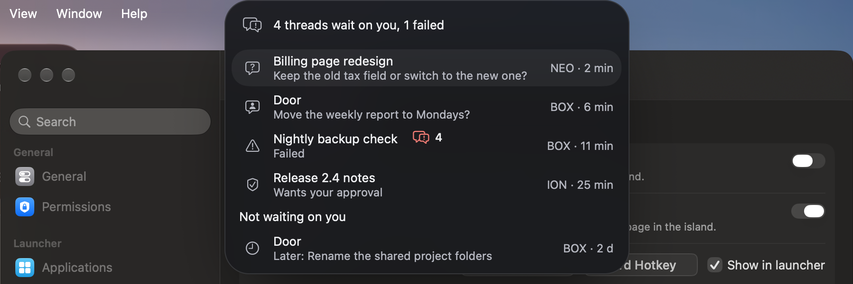 View Window Help
4 threads wait on you, 1 failed
Billing page redesign
Keep the old tax field or switch to the new one?
NEO · 2 min
Door
Move the weekly report to Mondays?
BOX · 6 min
Nightly backup check
4
Failed
BOX · 11 min
Release 2.4 notes
Wants your approval
ION · 25 min
Not waiting on you
Door
Later: Rename the shared project folders
BOX · 2 d
Search
General
General
Permissions
Launcher
Applications
page in the island.
Hotkey
Show in launcher